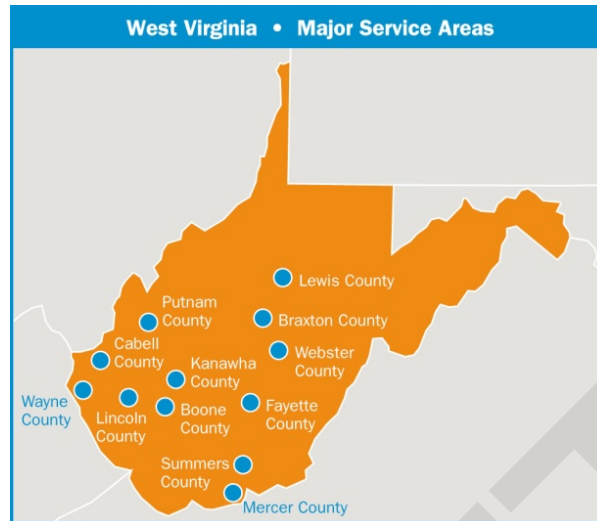 West Virginia • Major Service Areas
Lewis County
Putnam
County
Braxton County
Cabell
County
Webster
County
Kanawha
County
Wayne
County
Lincoln
County
Boone
County
Fayette
County
Summers
County
Mercer County